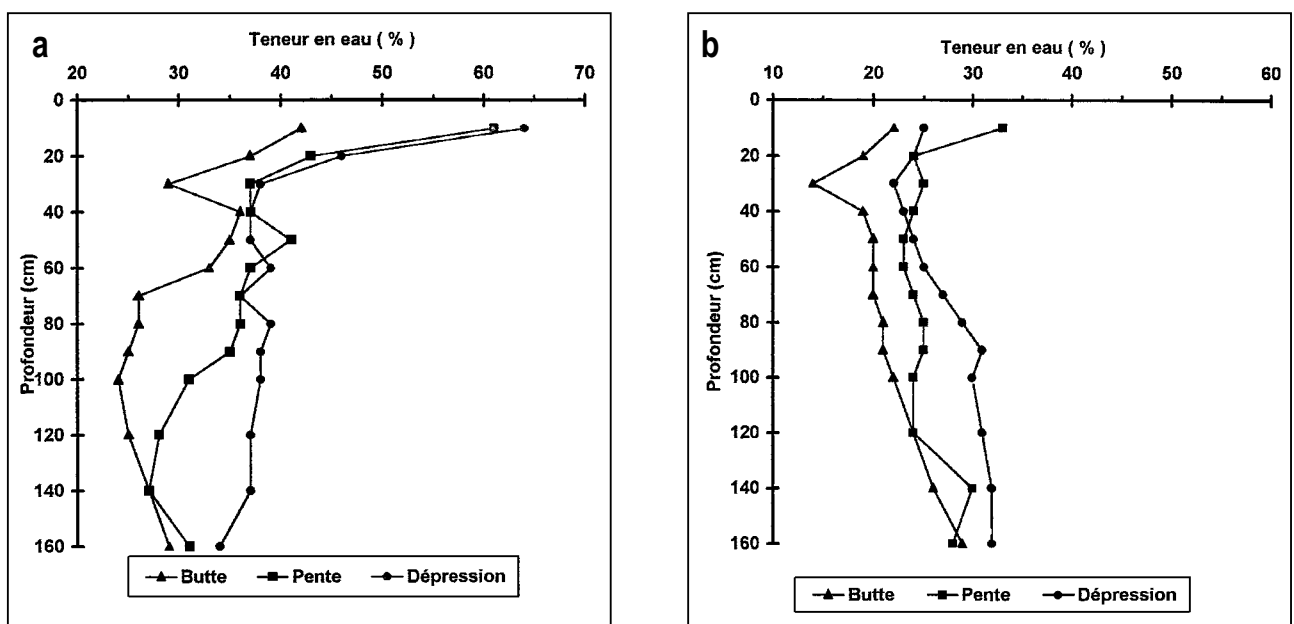 a
Teneur en eau ( % )
20 30 40 50 60 70
0
20
40
60
80
100
120
140
160
Profondeur (cm)
Butte Pente Dépression
b
Teneur en eau ( % )
10 20 30 40 50 60
0
20
40
60
80
100
120
140
160
Profondeur (cm)
Butte Pente Dépression